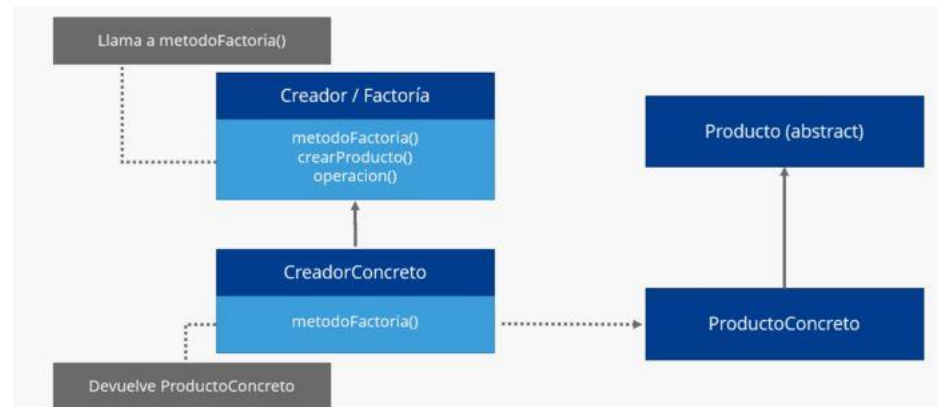 Llama a metodoFactoria()
Creador / Factoría
metodoFactoria()
crearProducto()
operacion()
Producto (abstract)
CreadorConcreto
metodoFactoria()
ProductoConcreto
Devuelve ProductoConcreto